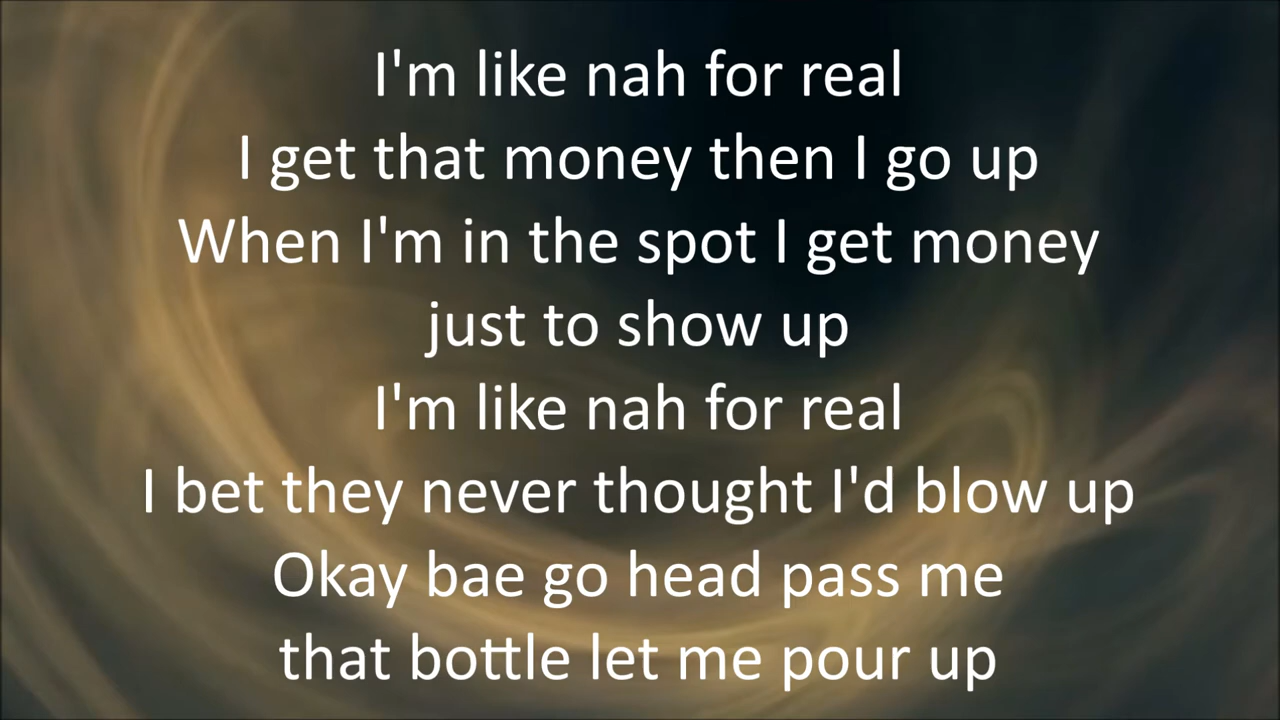 I'm like nah for real
I get that money then I go up
When I'm in the spot I get money
just to show up
I'm like nah for real
I bet they never thought I'd blow up
Okay bae go head pass me
that bottle let me pour up